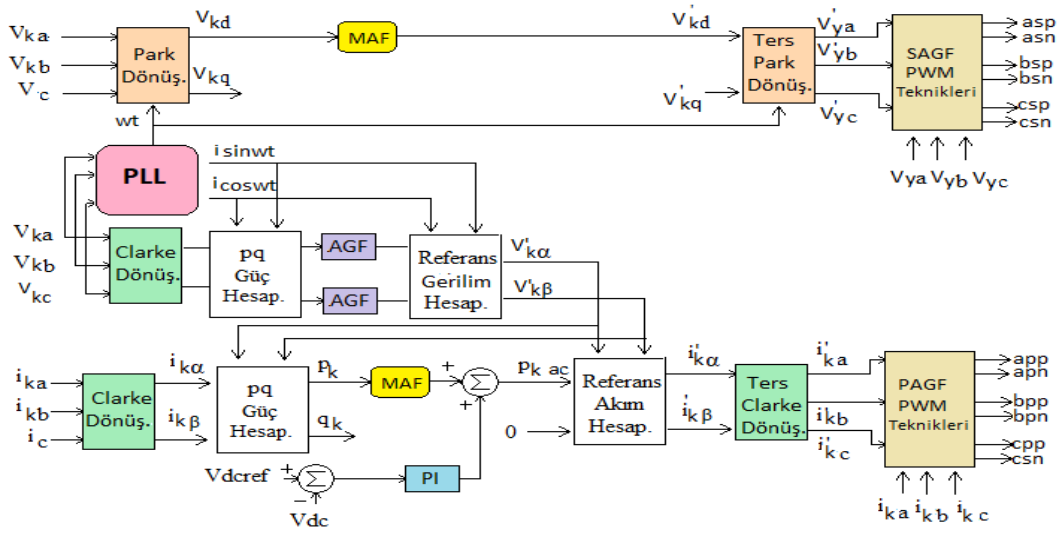 Vka
Vkb
Vc
Park
Dönüş.
Vkd
Vkq
MAF
V'kd
V'kq
Ters
Park
Dönüş.
V'ya
V'yb
V'yc
SAGF
PWM
Teknikleri
asp
asn
bsp
bsn
csp
csn
Vya Vyb Vyc
wt
PLL
i sinwt
i coswt
Vka
Vkb
Vkc
Clarke
Dönüş.
pq
Güç
Hesap.
AGF
AGF
Referans
Gerilim
Hesap.
V'kα
V'kβ
ika
ikb
ic
Clarke
Dönüş.
ikα
ikβ
pq
Güç
Hesap.
pk
qk
MAF
+
Σ
+
pk ac
0
Referans
Akım
Hesap.
i'kα
i'kβ
Ters
Clarke
Dönüş.
i'ka
i'kb
i'kc
PAGF
PWM
Teknikleri
app
apn
bpp
bpn
cpp
csn
ika ikb ikc
Vdcref
+
Σ
−
Vdc
PI